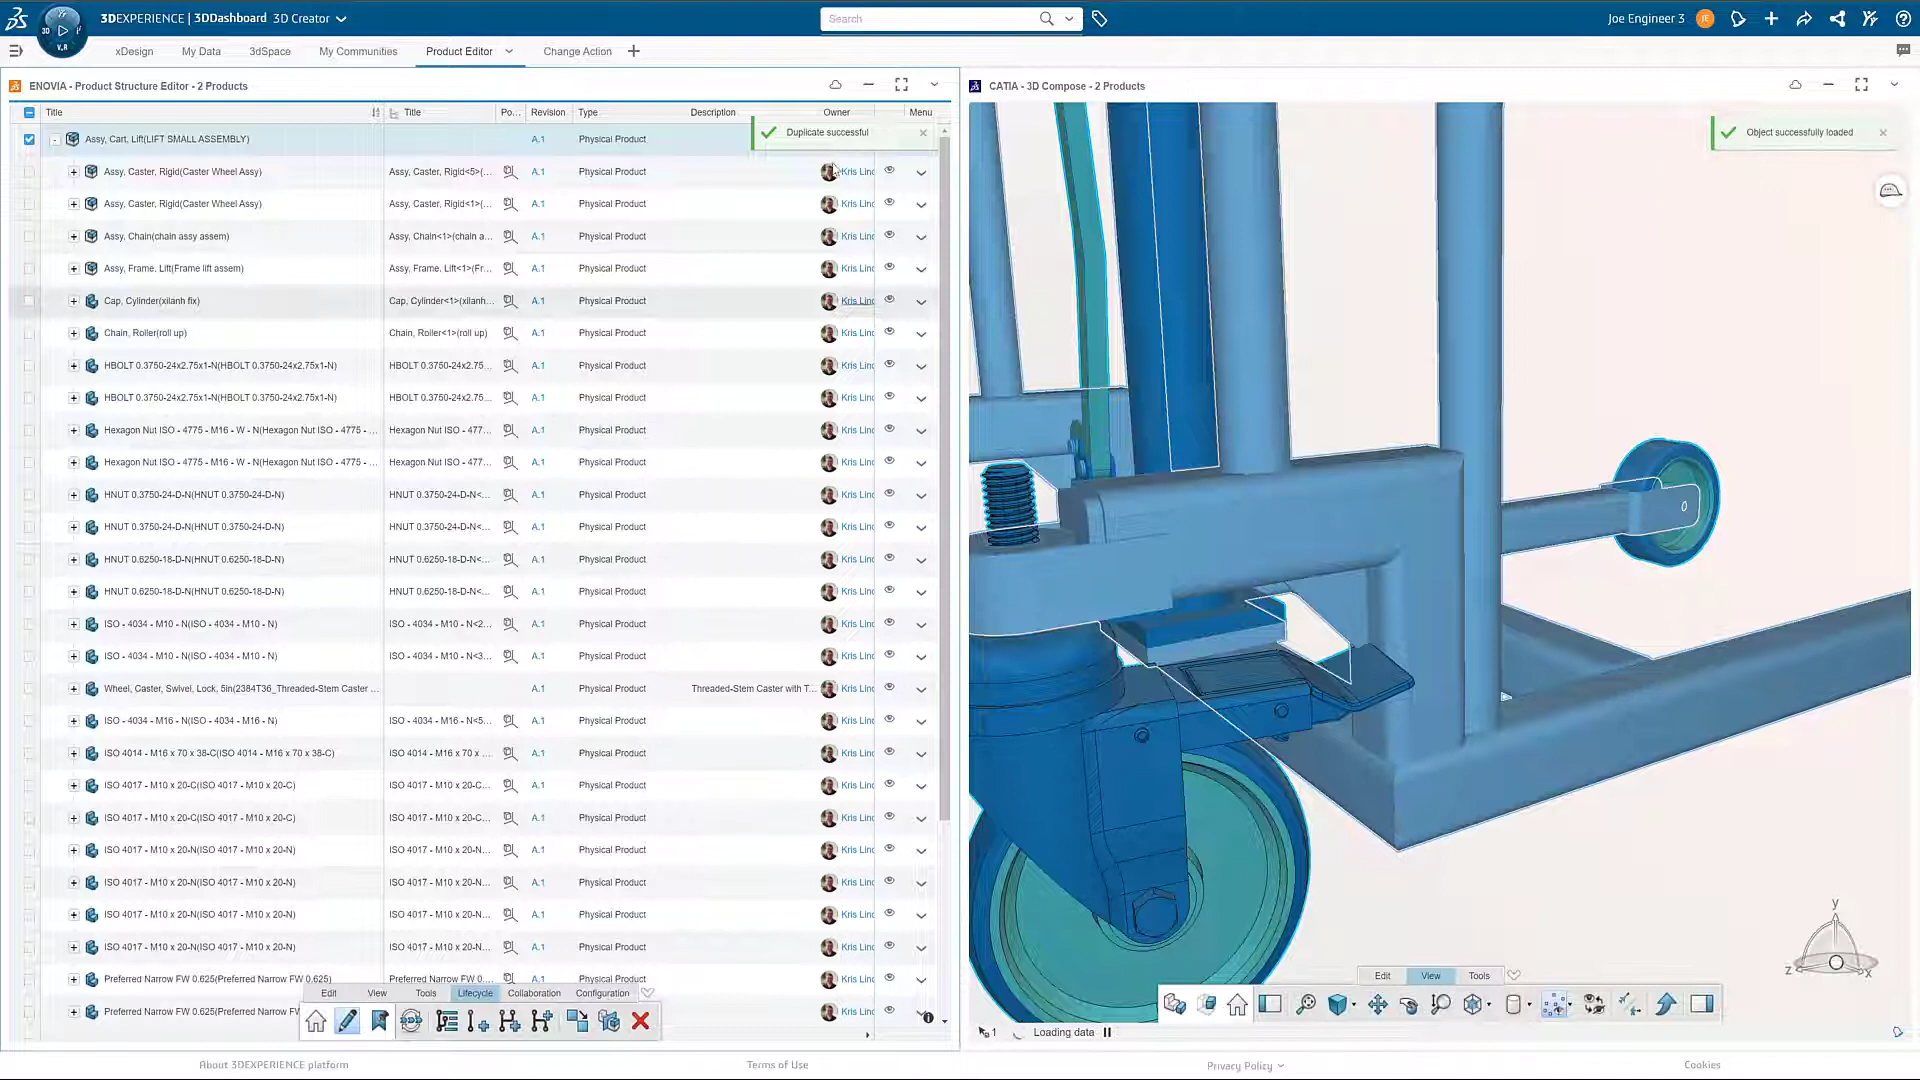 3DEXPERIENCE | 3DDashboard 3D Creator
Search
Joe Engineer 3
JE
3D
V.R
xDesign
My Data
3dSpace
My Communities
Product Editor
Change Action
ENOVIA - Product Structure Editor - 2 Products
CATIA - 3D Compose - 2 Products
Title Title Po... Revision Type Description Owner Menu
Duplicate successful
Object successfully loaded
Assy, Cart, Lift(LIFT SMALL ASSEMBLY) A.1 Physical Product
Assy, Caster, Rigid(Caster Wheel Assy) Assy, Caster, Rigid<5>(... A.1 Physical Product Kris Linc
Assy, Caster, Rigid(Caster Wheel Assy) Assy, Caster, Rigid<1>(... A.1 Physical Product Kris Linc
Assy, Chain(chain assy assem) Assy, Chain<1>(chain a... A.1 Physical Product Kris Linc
Assy, Frame. Lift(Frame lift assem) Assy, Frame. Lift<1>(Fr... A.1 Physical Product Kris Linc
Cap, Cylinder(xilanh fix) Cap, Cylinder<1>(xilanh... A.1 Physical Product Kris Linc
Chain, Roller(roll up) Chain, Roller<1>(roll up) A.1 Physical Product Kris Linc
HBOLT 0.3750-24x2.75x1-N(HBOLT 0.3750-24x2.75x1-N) HBOLT 0.3750-24x2.75... A.1 Physical Product Kris Linc
HBOLT 0.3750-24x2.75x1-N(HBOLT 0.3750-24x2.75x1-N) HBOLT 0.3750-24x2.75... A.1 Physical Product Kris Linc
Hexagon Nut ISO - 4775 - M16 - W - N(Hexagon Nut ISO - 4775 - ... Hexagon Nut ISO - 477... A.1 Physical Product Kris Linc
Hexagon Nut ISO - 4775 - M16 - W - N(Hexagon Nut ISO - 4775 - ... Hexagon Nut ISO - 477... A.1 Physical Product Kris Linc
HNUT 0.3750-24-D-N(HNUT 0.3750-24-D-N) HNUT 0.3750-24-D-N<... A.1 Physical Product Kris Linc
HNUT 0.3750-24-D-N(HNUT 0.3750-24-D-N) HNUT 0.3750-24-D-N<... A.1 Physical Product Kris Linc
HNUT 0.6250-18-D-N(HNUT 0.6250-18-D-N) HNUT 0.6250-18-D-N<... A.1 Physical Product Kris Linc
HNUT 0.6250-18-D-N(HNUT 0.6250-18-D-N) HNUT 0.6250-18-D-N<... A.1 Physical Product Kris Linc
ISO - 4034 - M10 - N(ISO - 4034 - M10 - N) ISO - 4034 - M10 - N<2... A.1 Physical Product Kris Linc
ISO - 4034 - M10 - N(ISO - 4034 - M10 - N) ISO - 4034 - M10 - N<3... A.1 Physical Product Kris Linc
Wheel, Caster, Swivel, Lock, 5in(2384T36_Threaded-Stem Caster ... A.1 Physical Product Threaded-Stem Caster with T... Kris Linc
ISO - 4034 - M16 - N(ISO - 4034 - M16 - N) ISO - 4034 - M16 - N<5... A.1 Physical Product Kris Linc
ISO 4014 - M16 x 70 x 38-C(ISO 4014 - M16 x 70 x 38-C) ISO 4014 - M16 x 70 x ... A.1 Physical Product Kris Linc
ISO 4017 - M10 x 20-C(ISO 4017 - M10 x 20-C) ISO 4017 - M10 x 20-C... A.1 Physical Product Kris Linc
ISO 4017 - M10 x 20-C(ISO 4017 - M10 x 20-C) ISO 4017 - M10 x 20-C... A.1 Physical Product Kris Linc
ISO 4017 - M10 x 20-N(ISO 4017 - M10 x 20-N) ISO 4017 - M10 x 20-N... A.1 Physical Product Kris Linc
ISO 4017 - M10 x 20-N(ISO 4017 - M10 x 20-N) ISO 4017 - M10 x 20-N... A.1 Physical Product Kris Linc
ISO 4017 - M10 x 20-N(ISO 4017 - M10 x 20-N) ISO 4017 - M10 x 20-N... A.1 Physical Product Kris Linc
ISO 4017 - M10 x 20-N(ISO 4017 - M10 x 20-N) ISO 4017 - M10 x 20-N... A.1 Physical Product Kris Linc
Preferred Narrow FW 0.625(Preferred Narrow FW 0.625) Preferred Narrow FW 0... A.1 Physical Product Kris Linc
Preferred Narrow FW 0.625(Preferred Narrow FW Physical Product Kris Linc
Edit View Tools Lifecycle Collaboration Configuration
Edit View Tools
y
z x
1 Loading data
About 3DEXPERIENCE platform
Terms of Use
Privacy Policy
Cookies